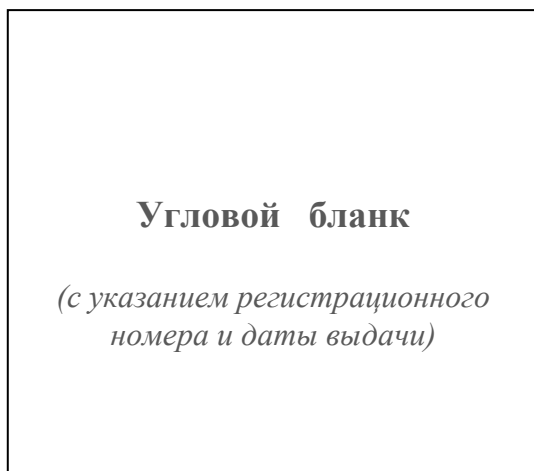 Угловой бланк
(с указанием регистрационного
номера и даты выдачи)